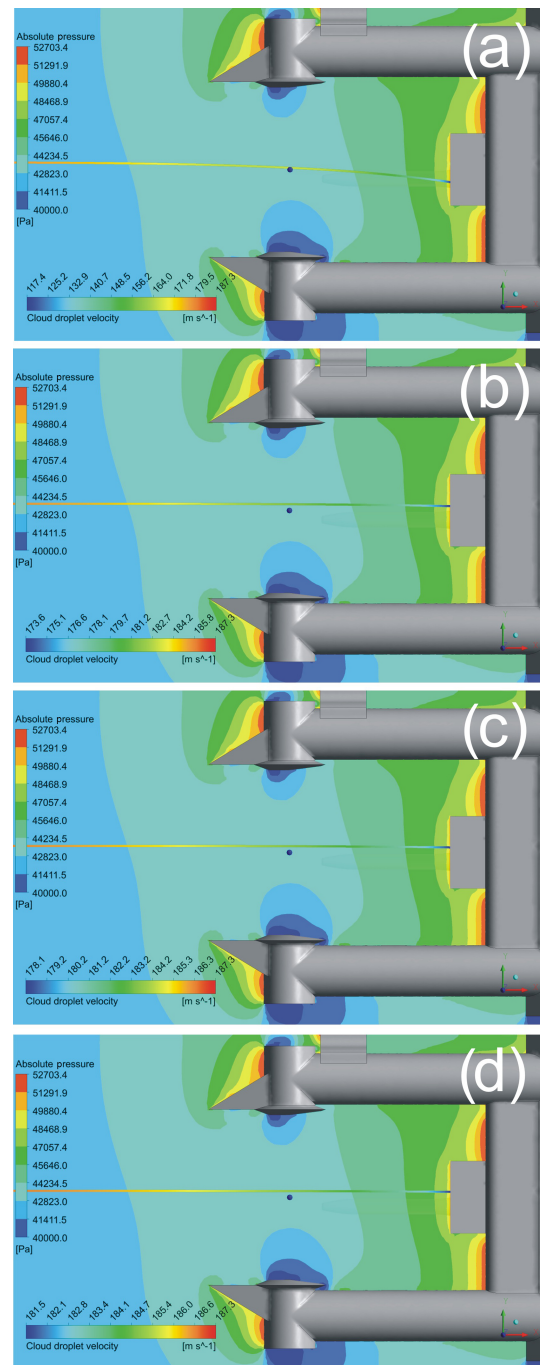 Absolute pressure
52703.4
51291.9
49880.4
48468.9
47057.4
45646.0
44234.5
42823.0
41411.5
40000.0
[Pa]
(a)
117.4 125.2 132.9 140.7 148.5 156.2 164.0 171.8 179.5 187.3
Cloud droplet velocity [m s^-1]
Absolute pressure
52703.4
51291.9
49880.4
48468.9
47057.4
45646.0
44234.5
42823.0
41411.5
40000.0
[Pa]
(b)
173.6 175.1 176.6 178.1 179.7 181.2 182.7 184.2 185.8 187.3
Cloud droplet velocity [m s^-1]
Absolute pressure
52703.4
51291.9
49880.4
48468.9
47057.4
45646.0
44234.5
42823.0
41411.5
40000.0
[Pa]
(c)
178.1 179.2 180.2 181.2 182.2 183.2 184.2 185.3 186.3 187.3
Cloud droplet velocity [m s^-1]
Absolute pressure
52703.4
51291.9
49880.4
48468.9
47057.4
45646.0
44234.5
42823.0
41411.5
40000.0
[Pa]
(d)
181.5 182.1 182.8 183.4 184.1 184.7 185.4 186.0 186.6 187.3
Cloud droplet velocity [m s^-1]